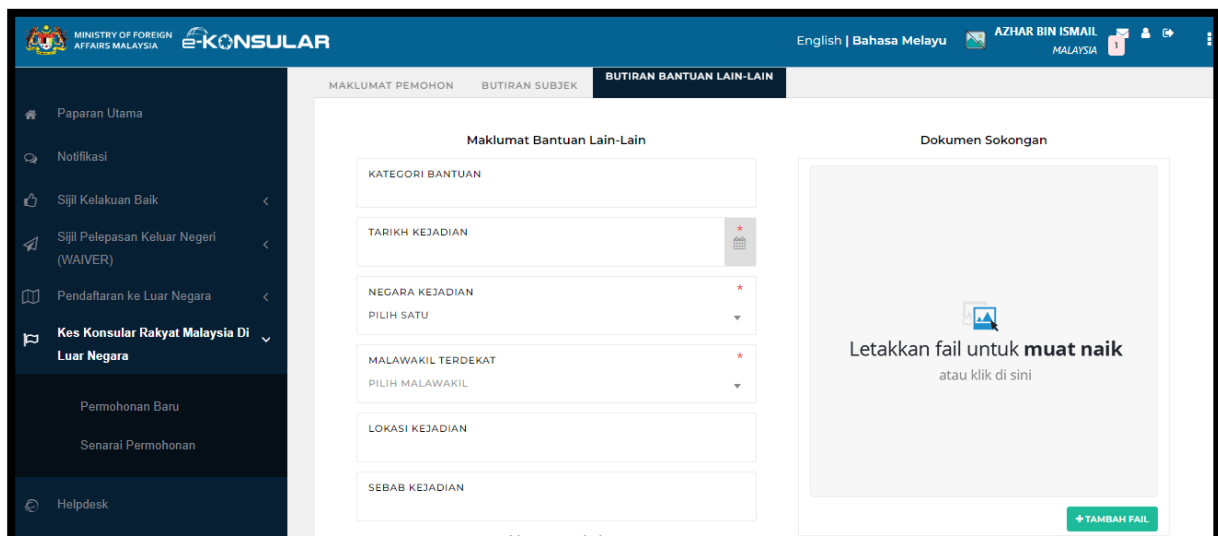 MINISTRY OF FOREIGN
AFFAIRS MALAYSIA
e-KONSULAR
English | Bahasa Melayu
AZHAR BIN ISMAIL
MALAYSIA
1
Paparan Utama
Notifikasi
Sijil Kelakuan Baik
Sijil Pelepasan Keluar Negeri
(WAIVER)
Pendaftaran ke Luar Negara
Kes Konsular Rakyat Malaysia Di
Luar Negara
Permohonan Baru
Senarai Permohonan
Helpdesk
MAKLUMAT PEMOHON
BUTIRAN SUBJEK
BUTIRAN BANTUAN LAIN-LAIN
Maklumat Bantuan Lain-Lain
KATEGORI BANTUAN
TARIKH KEJADIAN *
NEGARA KEJADIAN *
PILIH SATU
MALAWAKIL TERDEKAT *
PILIH MALAWAKIL
LOKASI KEJADIAN
SEBAB KEJADIAN
Dokumen Sokongan
Letakkan fail untuk muat naik
atau klik di sini
+ TAMBAH FAIL